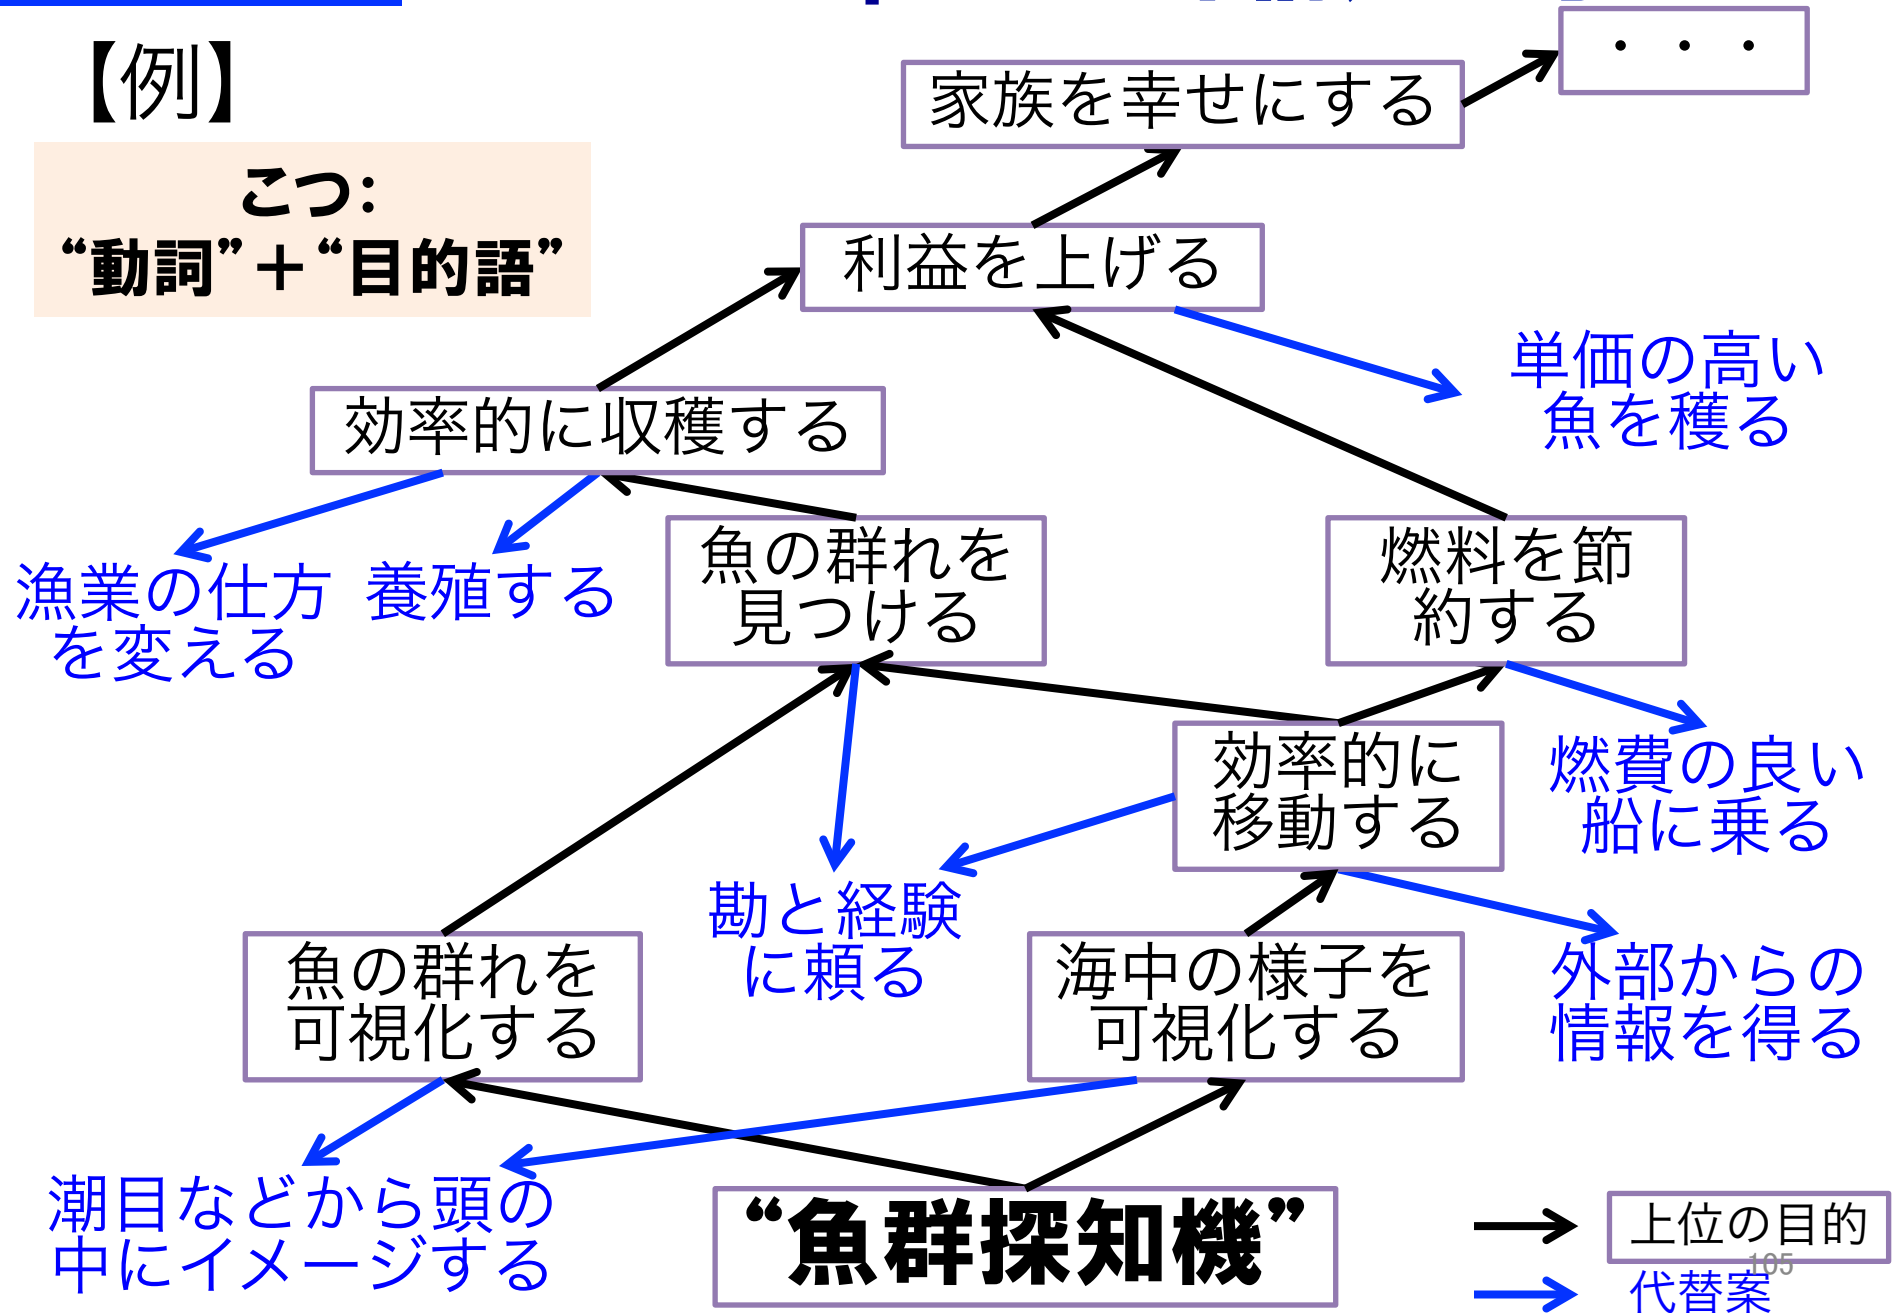 【例】
こつ:
“動詞”＋“目的語”
・・・
家族を幸せにする
利益を上げる
単価の高い
魚を穫る
効率的に収穫する
漁業の仕方
を変える
養殖する
魚の群れを
見つける
燃料を節
約する
効率的に
移動する
燃費の良い
船に乗る
勘と経験
に頼る
魚の群れを
可視化する
海中の様子を
可視化する
外部からの
情報を得る
潮目などから頭の
中にイメージする
“魚群探知機”
上位の目的
105
代替案